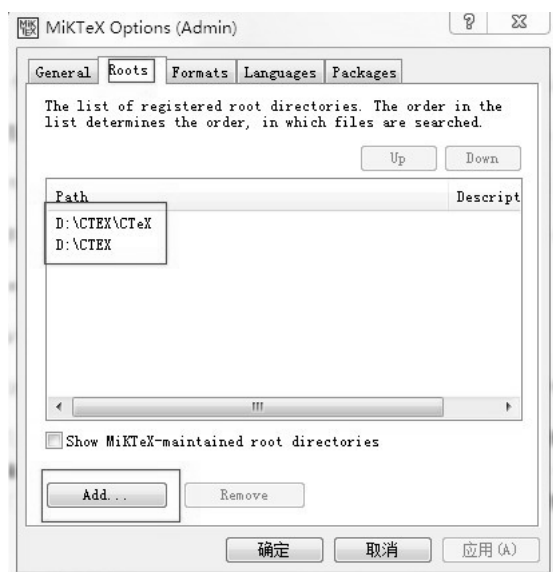 MiKTeX Options (Admin)
General Roots Formats Languages Packages
The list of registered root directories. The order in the
list determines the order, in which files are searched.
Up Down
Path Descript
D:\CTEX\CTeX
D:\CTEX
Show MiKTeX-maintained root directories
Add... Remove
确定 取消 应用(A)